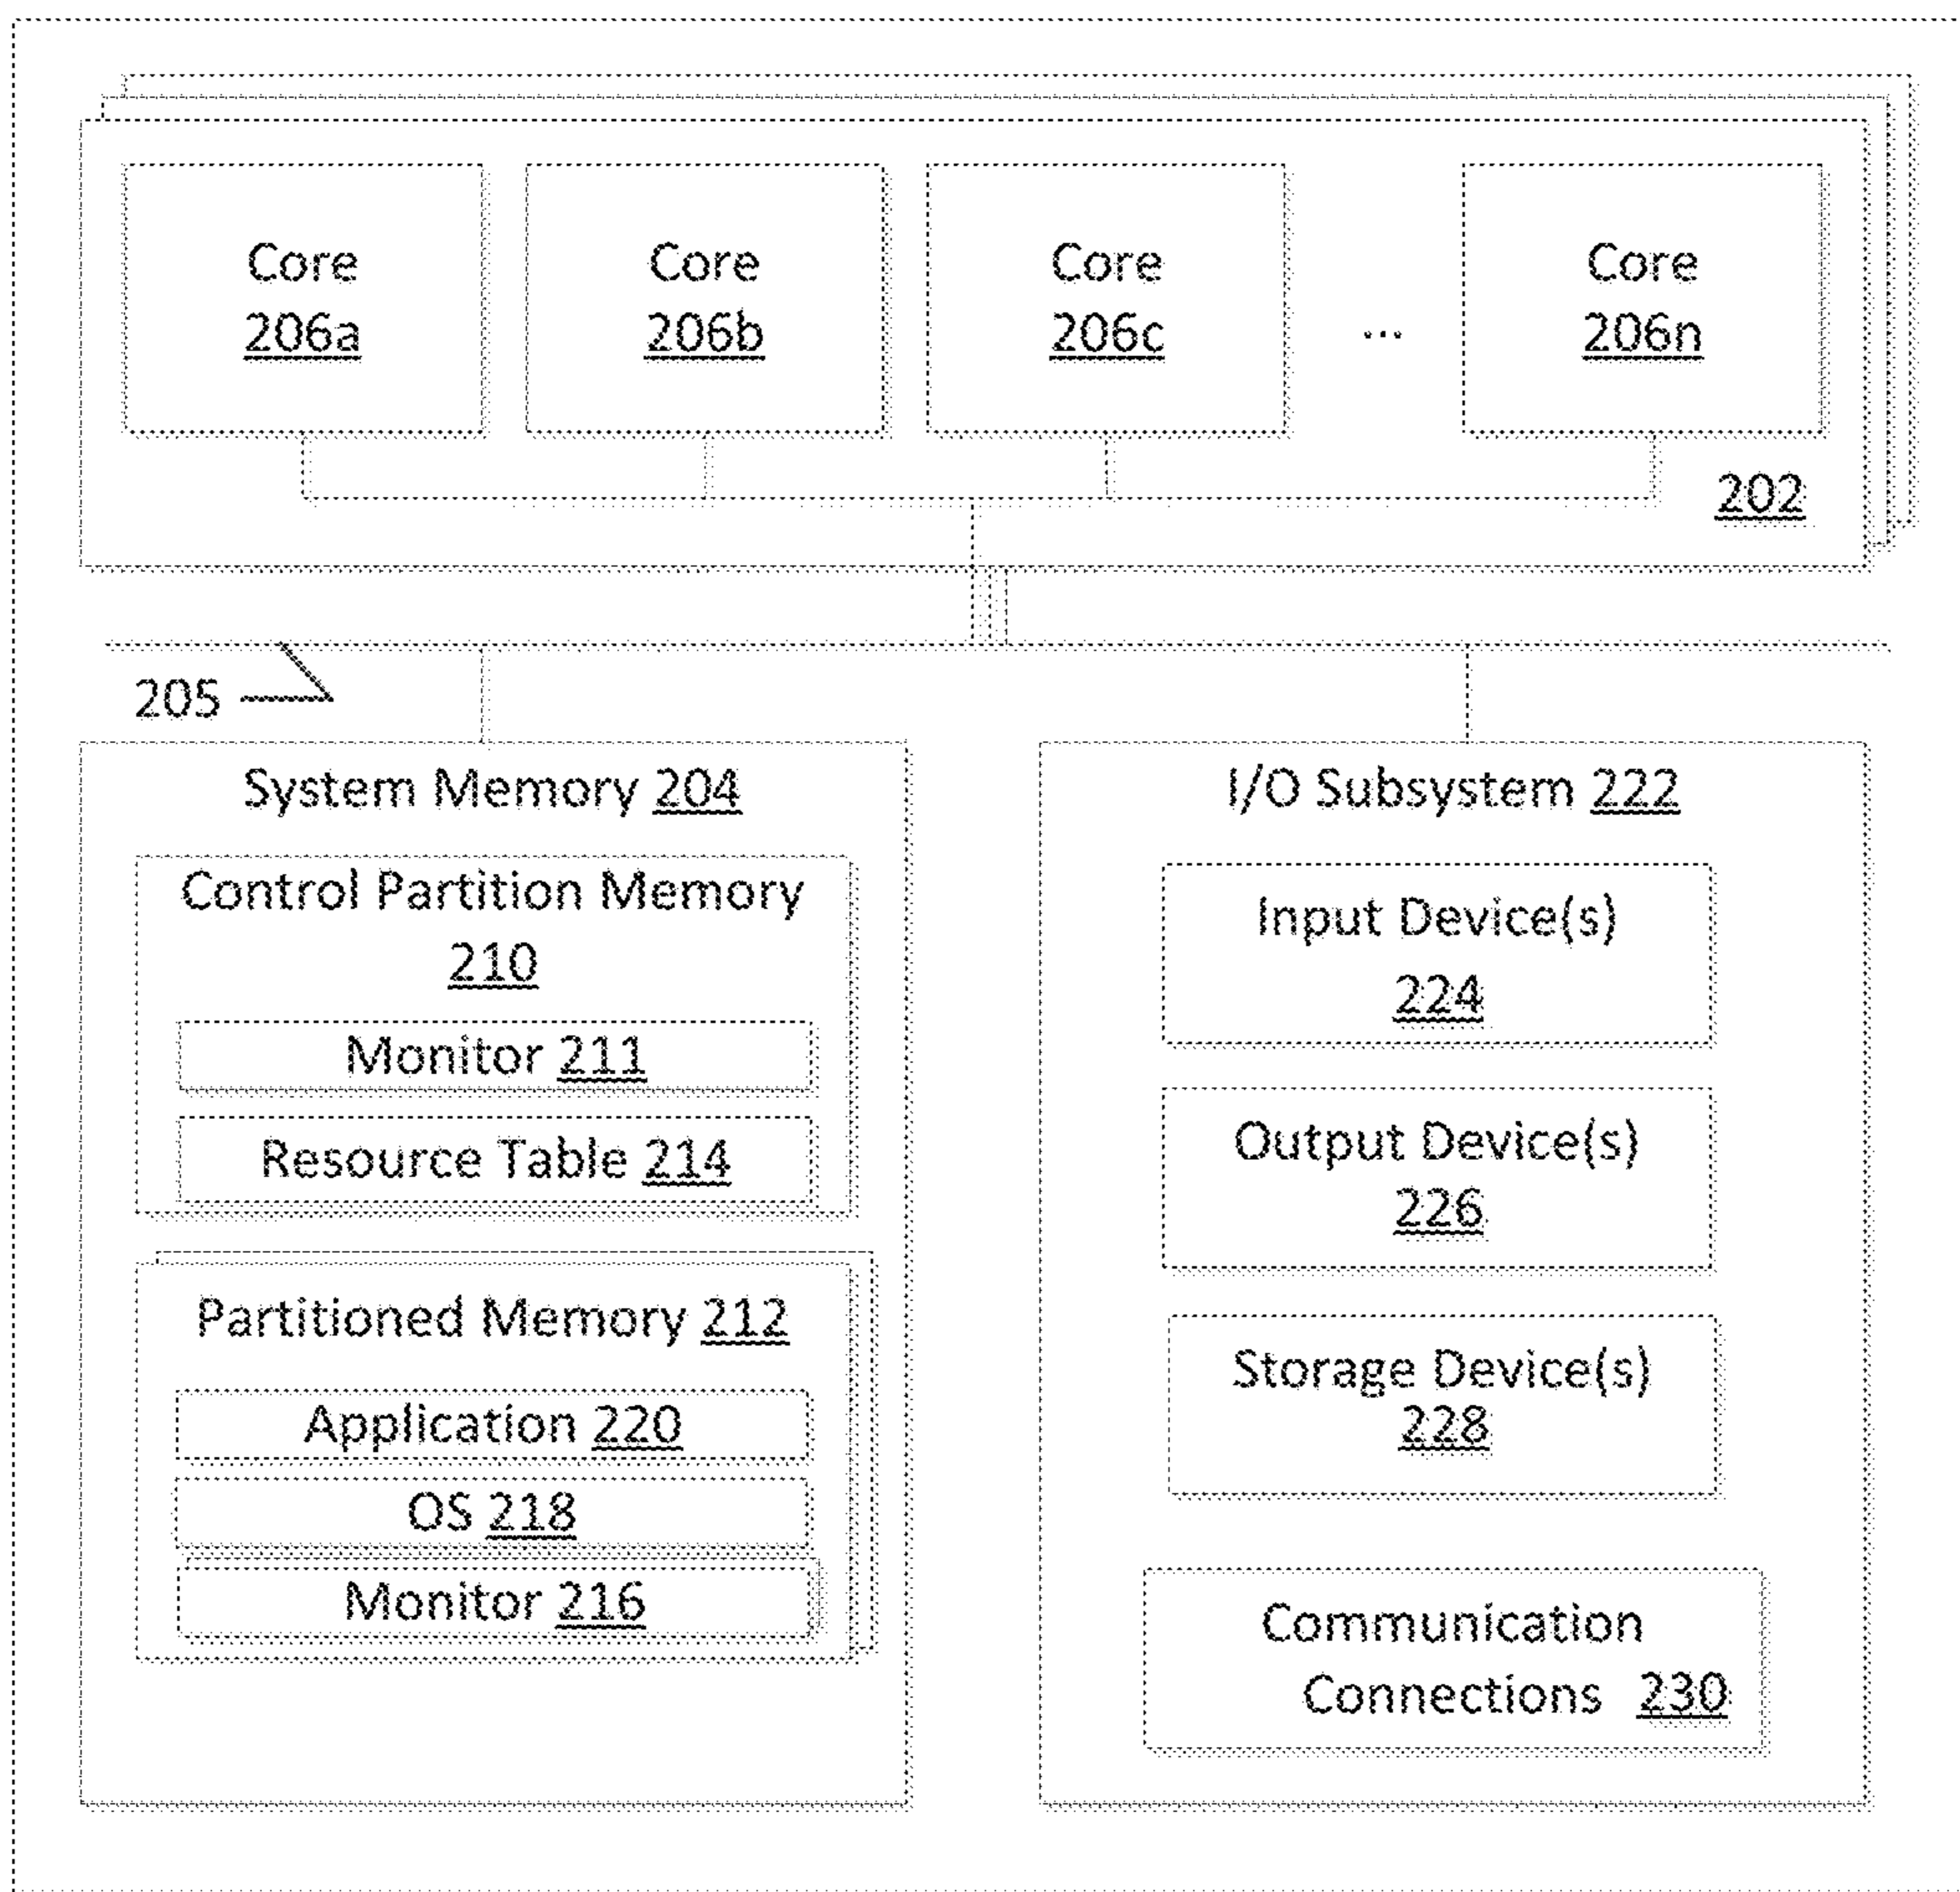 Core
206a
Core
206b
Core
206c
...
Core
206n
202
205
System Memory 204
Control Partition Memory
210
Monitor 211
Resource Table 214
Partitioned Memory 212
Application 220
OS 218
Monitor 216
I/O Subsystem 222
Input Device(s)
224
Output Device(s)
226
Storage Device(s)
228
Communication
Connections 230